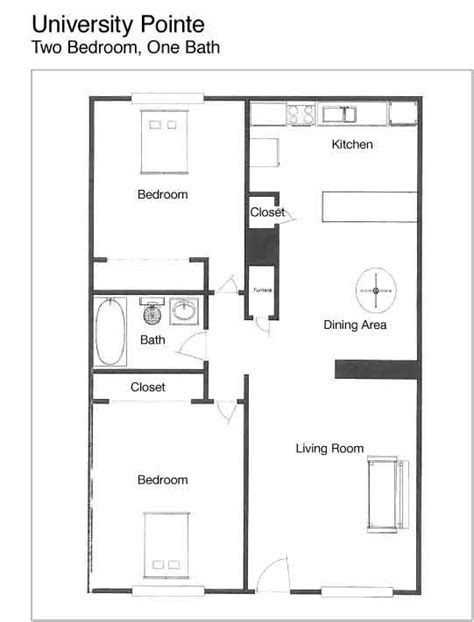 University Pointe
Two Bedroom, One Bath
Kitchen
Bedroom
Closet
Furnace
Dining Area
Bath
Closet
Living Room
Bedroom